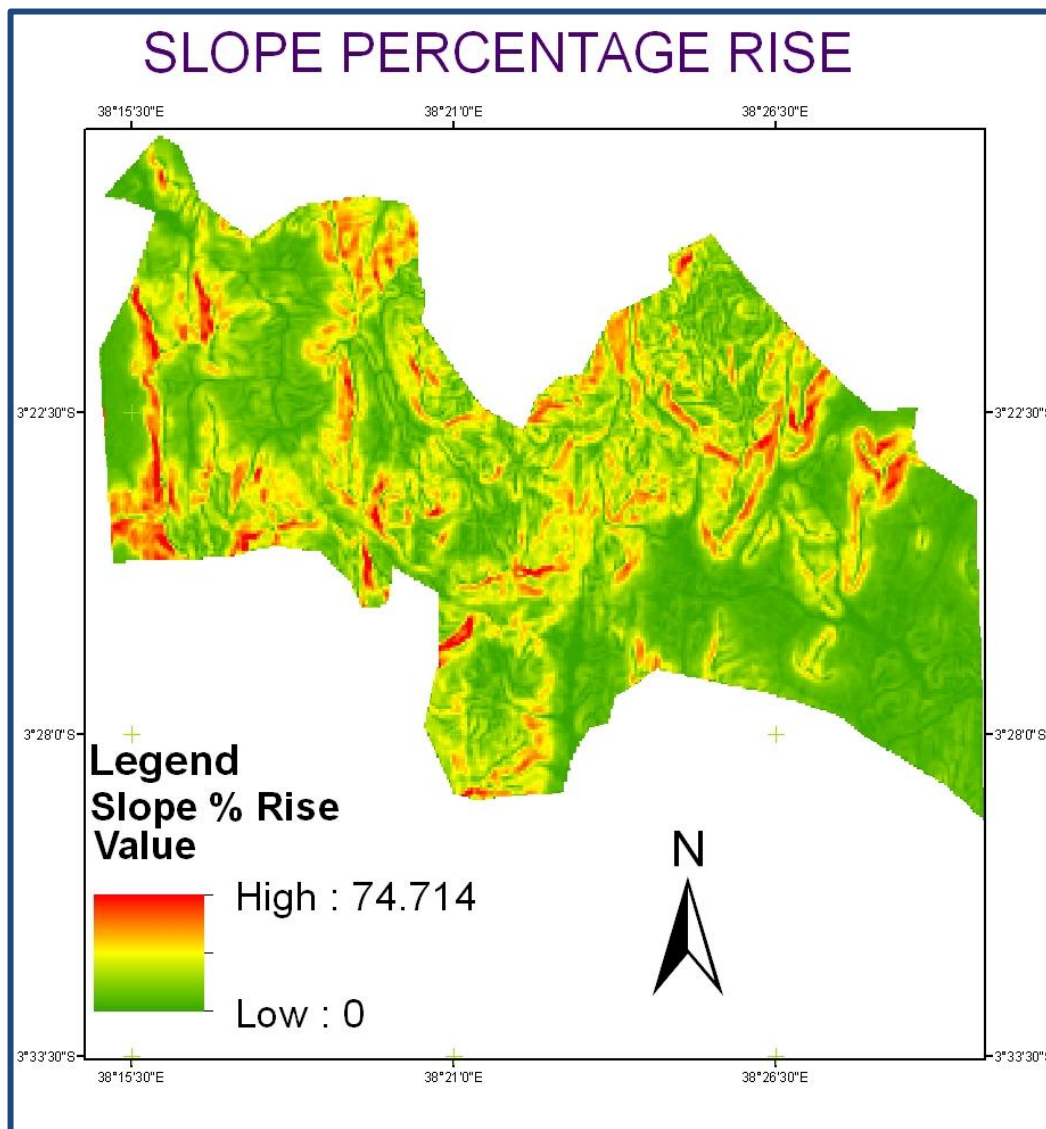 SLOPE PERCENTAGE RISE
38°15'30"E
38°21'0"E
38°26'30"E
3°22'30"S
3°22'30"S
3°28'0"S
3°28'0"S
Legend
Slope % Rise
Value
High : 74.714
Low : 0
N
3°33'30"S
3°33'30"S
38°15'30"E
38°21'0"E
38°26'30"E